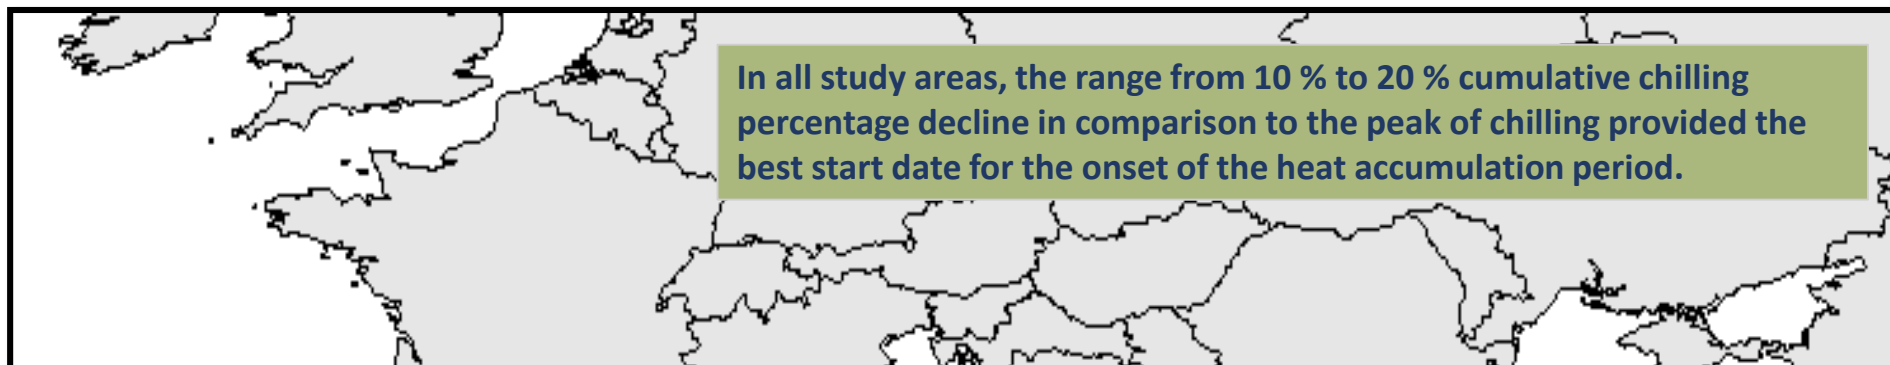 In all study areas, the range from 10 % to 20 % cumulative chilling
percentage decline in comparison to the peak of chilling provided the
best start date for the onset of the heat accumulation period.